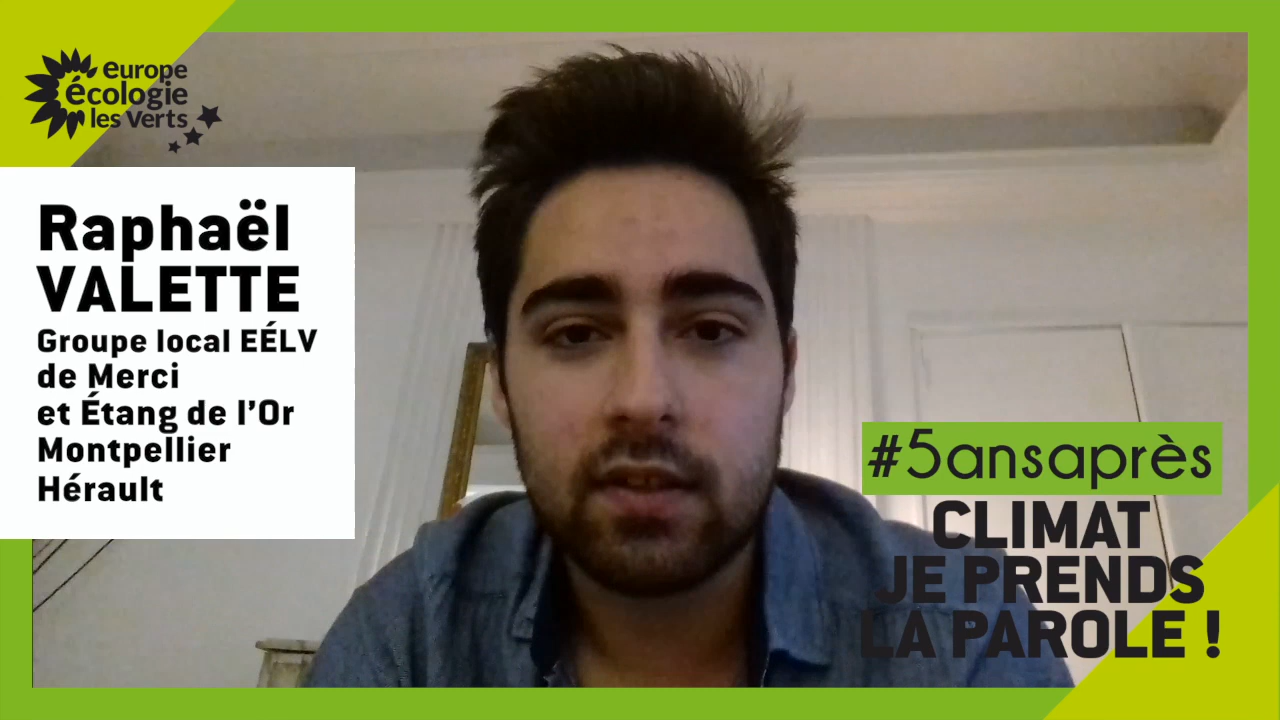 europe
écologie
les verts
Raphaël
VALETTE
Groupe local EÉLV
de Merci
et Étang de l'Or
Montpellier
Hérault
#5ansaprès
CLIMAT
JE PRENDS
LA PAROLE !